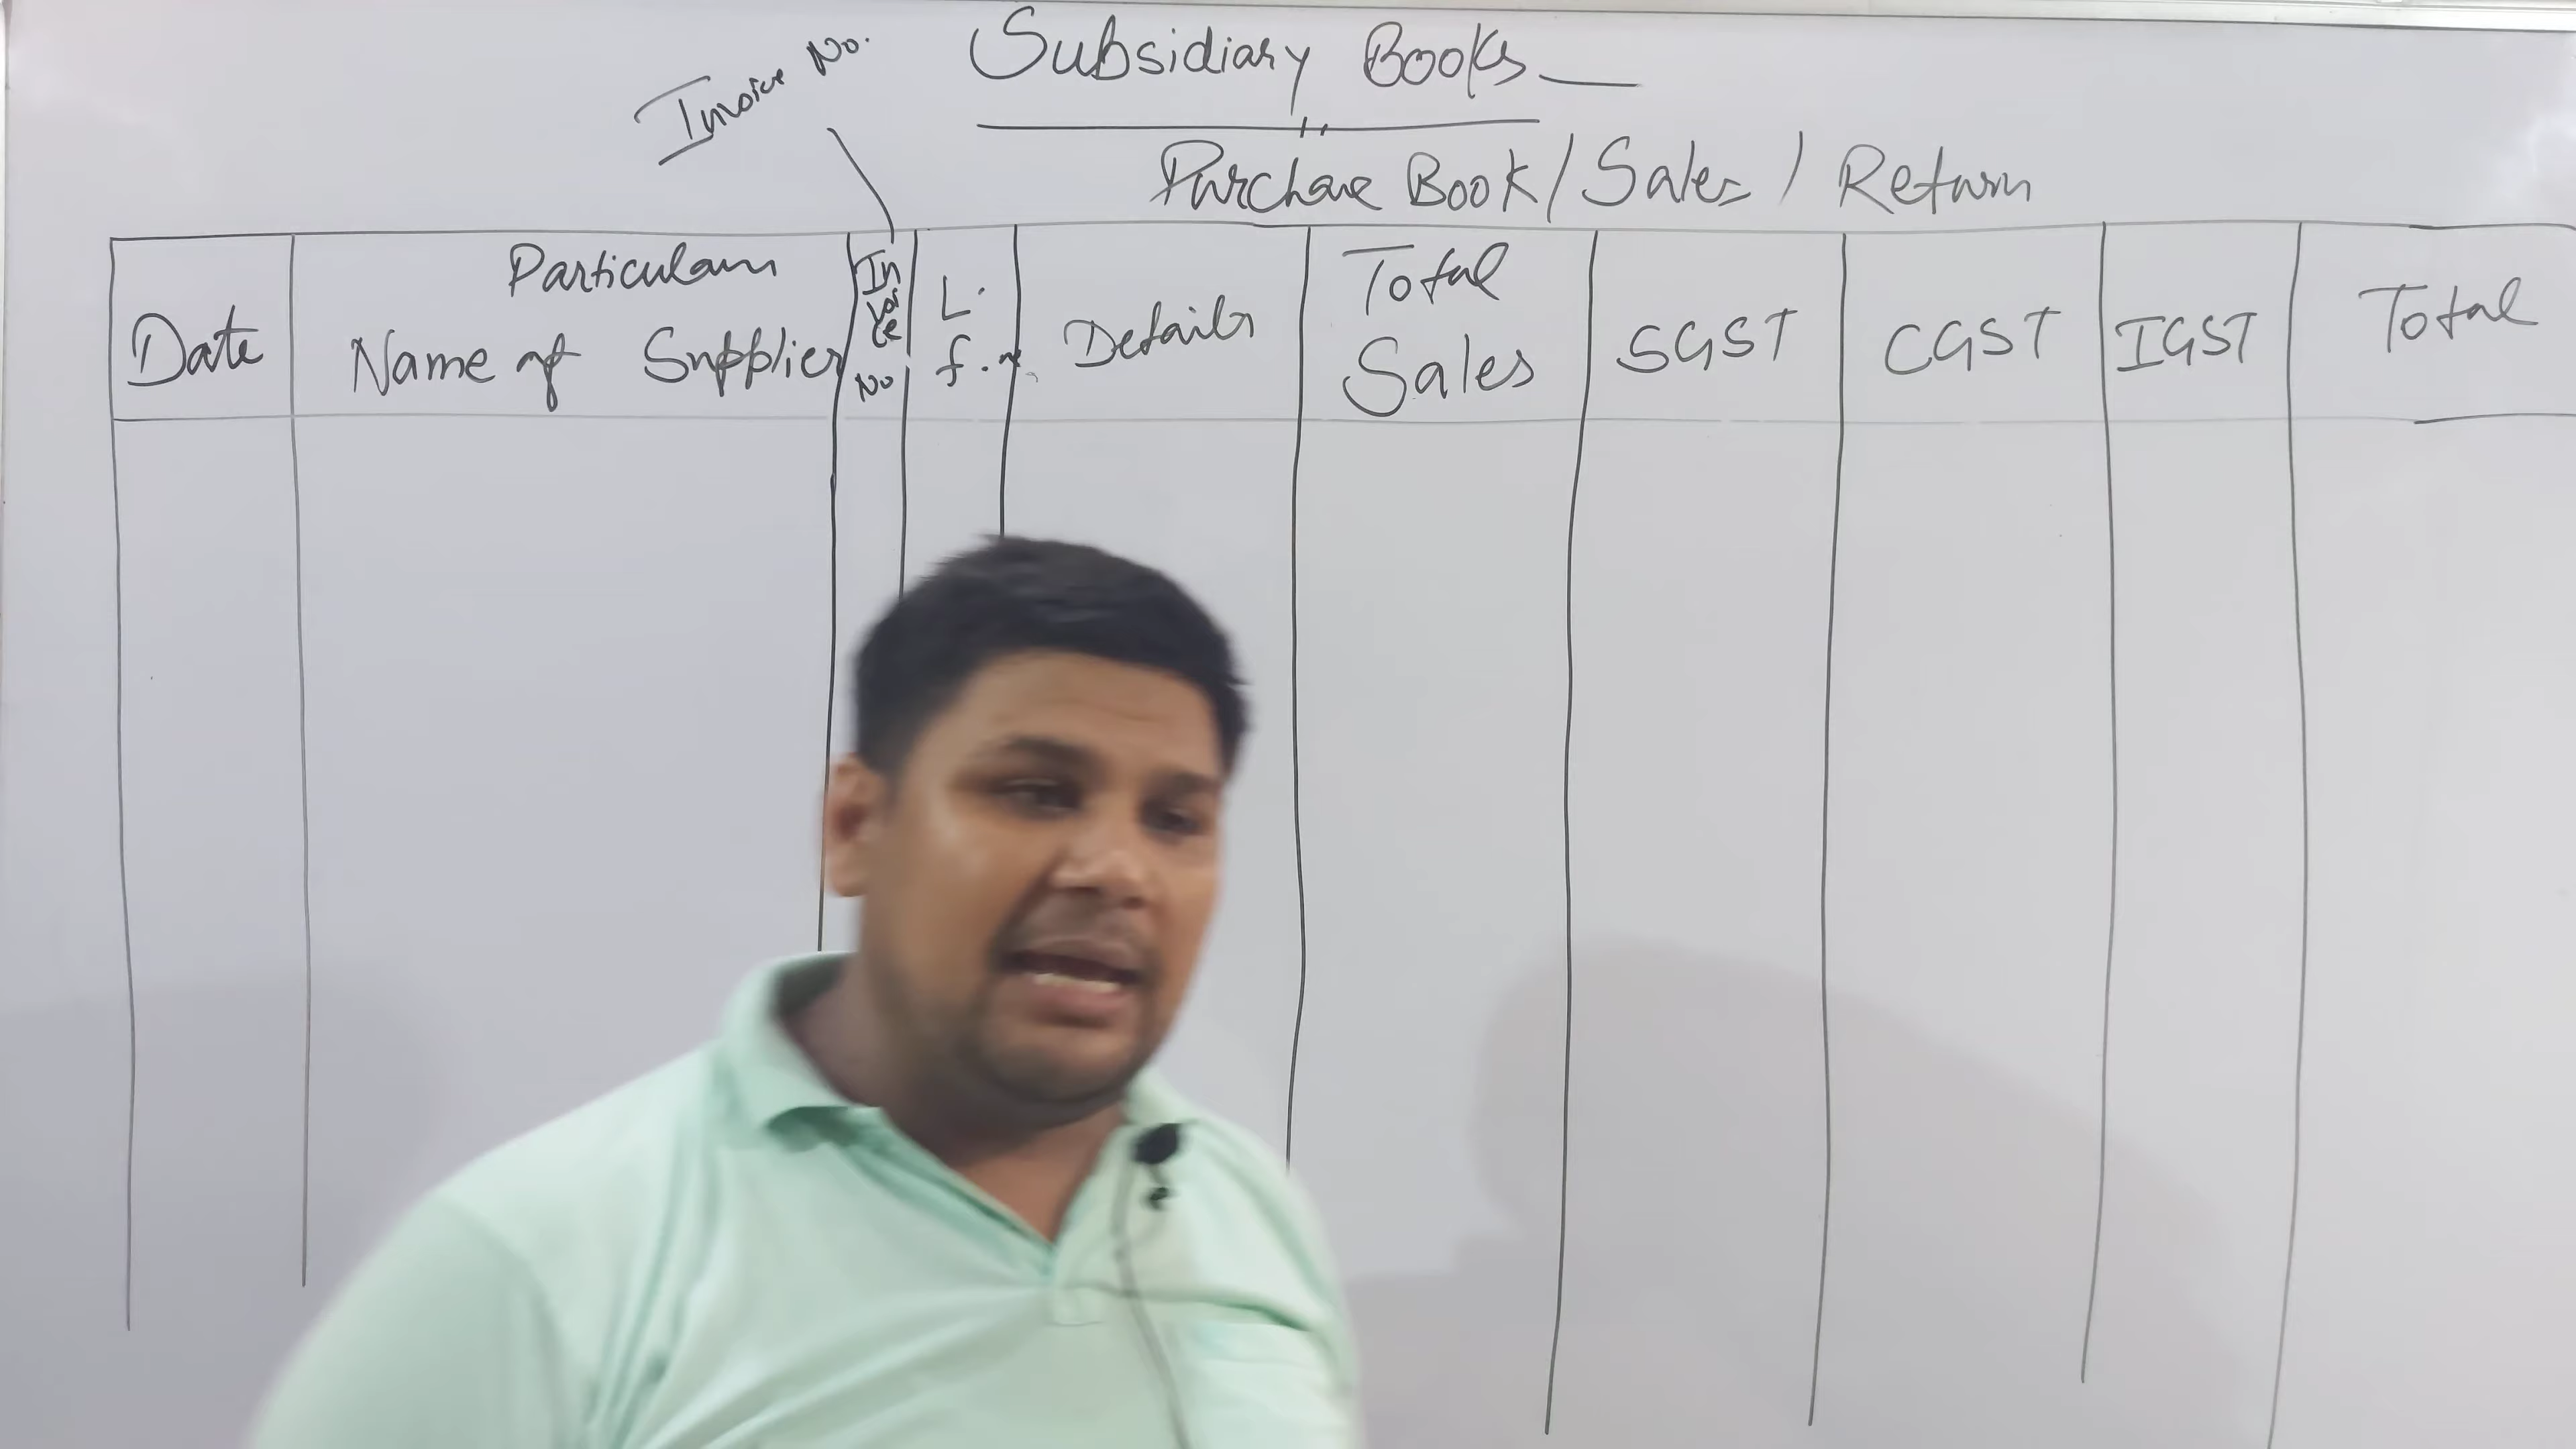 Subsidiary Books
Invoice No.
Purchase Book / Sales / Return
Date
Particulars
Name of Supplier
Invoice No
L.
f.
Details
Total
Sales
SGST
CGST
IGST
Total